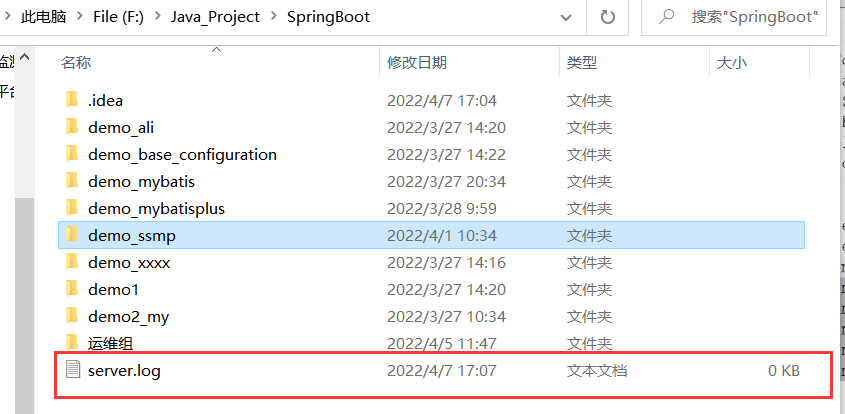 此电脑 > File (F:) > Java_Project > SpringBoot
搜索"SpringBoot"
名称 修改日期 类型 大小
.idea 2022/4/7 17:04 文件夹
demo_ali 2022/3/27 14:20 文件夹
demo_base_configuration 2022/3/27 14:22 文件夹
demo_mybatis 2022/3/27 20:34 文件夹
demo_mybatisplus 2022/3/28 9:59 文件夹
demo_ssmp 2022/4/1 10:34 文件夹
demo_xxxx 2022/3/27 14:16 文件夹
demo1 2022/3/27 14:20 文件夹
demo2_my 2022/3/27 10:34 文件夹
运维组 2022/4/5 11:47 文件夹
server.log 2022/4/7 17:07 文本文档 0 KB